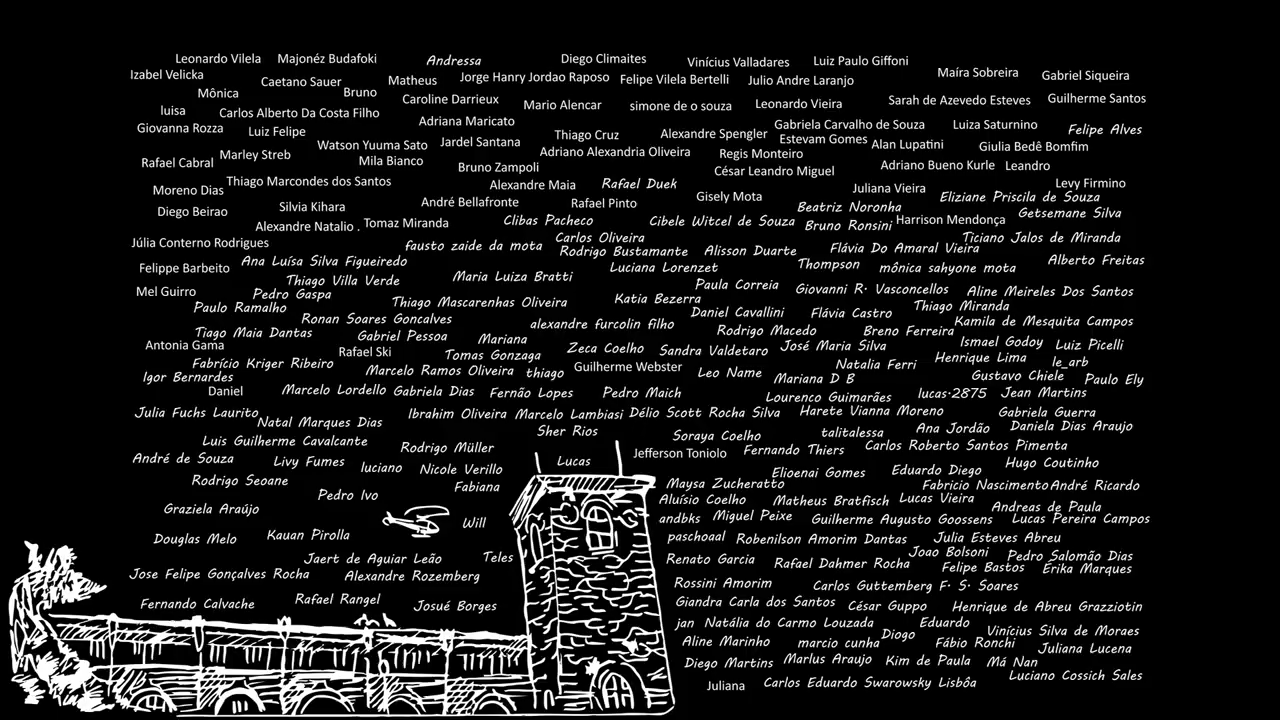 Leonardo Vilela Majonéz Budafoki Andressa Diego Climaites Vinícius Valladares Luiz Paulo Giffoni
Izabel Velicka Caetano Sauer Matheus Jorge Hanry Jordao Raposo Felipe Vilela Bertelli Julio Andre Laranjo Maíra Sobreira Gabriel Siqueira
Mônica Bruno Caroline Darrieux Mario Alencar simone de o souza Leonardo Vieira Sarah de Azevedo Esteves Guilherme Santos
luisa Carlos Alberto Da Costa Filho Adriana Maricato Gabriela Carvalho de Souza Luiza Saturnino Felipe Alves
Giovanna Rozza Luiz Felipe Thiago Cruz Alexandre Spengler Estevam Gomes
Watson Yuuma Sato Jardel Santana Alan Lupatini Giulia Bedê Bomfim
Rafael Cabral Marley Streb Mila Bianco Adriano Alexandria Oliveira Regis Monteiro
Bruno Zampoli César Leandro Miguel Adriano Bueno Kurle Leandro
Moreno Dias Thiago Marcondes dos Santos Alexandre Maia Rafael Duek Juliana Vieira Levy Firmino
Diego Beirao Silvia Kihara André Bellafronte Rafael Pinto Gisely Mota Beatriz Noronha Eliziane Priscila de Souza
Alexandre Natalio . Tomaz Miranda Clibas Pacheco Cibele Witcel de Souza Bruno Ronsini Harrison Mendonça Getsemane Silva
Júlia Conterno Rodrigues fausto zaide da mota Carlos Oliveira Ticiano Jalos de Miranda
Rodrigo Bustamante Alisson Duarte Flávia Do Amaral Vieira
Felippe Barbeito Ana Luísa Silva Figueiredo Luciana Lorenzet Thompson mônica sahyone mota Alberto Freitas
Thiago Villa Verde Maria Luiza Bratti Paula Correia Giovanni R. Vasconcellos
Mel Guirro Pedro Gaspa Thiago Mascarenhas Oliveira Katia Bezerra Aline Meireles Dos Santos
Paulo Ramalho Daniel Cavallini Flávia Castro Thiago Miranda
Ronan Soares Goncalves alexandre furcolin filho Kamila de Mesquita Campos
Tiago Maia Dantas Gabriel Pessoa Mariana Rodrigo Macedo Breno Ferreira
Antonia Gama Rafael Ski Tomas Gonzaga Zeca Coelho Sandra Valdetaro José Maria Silva Ismael Godoy Luiz Picelli
Fabrício Kriger Ribeiro Marcelo Ramos Oliveira thiago Guilherme Webster Leo Name Natalia Ferri Henrique Lima le_arb
Igor Bernardes Mariana D B Gustavo Chiele Paulo Ely
Daniel Marcelo Lordello Gabriela Dias Fernão Lopes Pedro Maich Lourenco Guimarães lucas.2875 Jean Martins
Julia Fuchs Laurito Ibrahim Oliveira Marcelo Lambiasi Délio Scott Rocha Silva Harete Vianna Moreno Gabriela Guerra
Natal Marques Dias Sher Rios talitalessa Ana Jordão Daniela Dias Araujo
Luis Guilherme Cavalcante Rodrigo Müller Soraya Coelho Carlos Roberto Santos Pimenta
André de Souza Livy Fumes luciano Nicole Verillo Lucas Jefferson Toniolo Fernando Thiers Hugo Coutinho
Rodrigo Seoane Elioenai Gomes Eduardo Diego
Pedro Ivo Fabiana Maysa Zucheratto Fabricio Nascimento André Ricardo
Graziela Araújo Aluísio Coelho Matheus Bratfisch Lucas Vieira Andreas de Paula
Will andbks Miguel Peixe Guilherme Augusto Goossens Lucas Pereira Campos
Douglas Melo Kauan Pirolla paschoaal Robenilson Amorim Dantas Julia Esteves Abreu
Jaert de Aguiar Leão Teles Renato Garcia Rafael Dahmer Rocha Joao Bolsoni Pedro Salomão Dias
Jose Felipe Gonçalves Rocha Alexandre Rozemberg Felipe Bastos Erika Marques
Rossini Amorim Carlos Guttemberg F. S. Soares
Fernando Calvache Rafael Rangel Josué Borges Giandra Carla dos Santos César Guppo Henrique de Abreu Grazziotin
jan Natália do Carmo Louzada Eduardo
Aline Marinho marcio cunha Diogo Fábio Ronchi Vinícius Silva de Moraes
Juliana Lucena
Diego Martins Marlus Araujo Kim de Paula Má Nan
Juliana Carlos Eduardo Swarowsky Lisbôa Luciano Cossich Sales